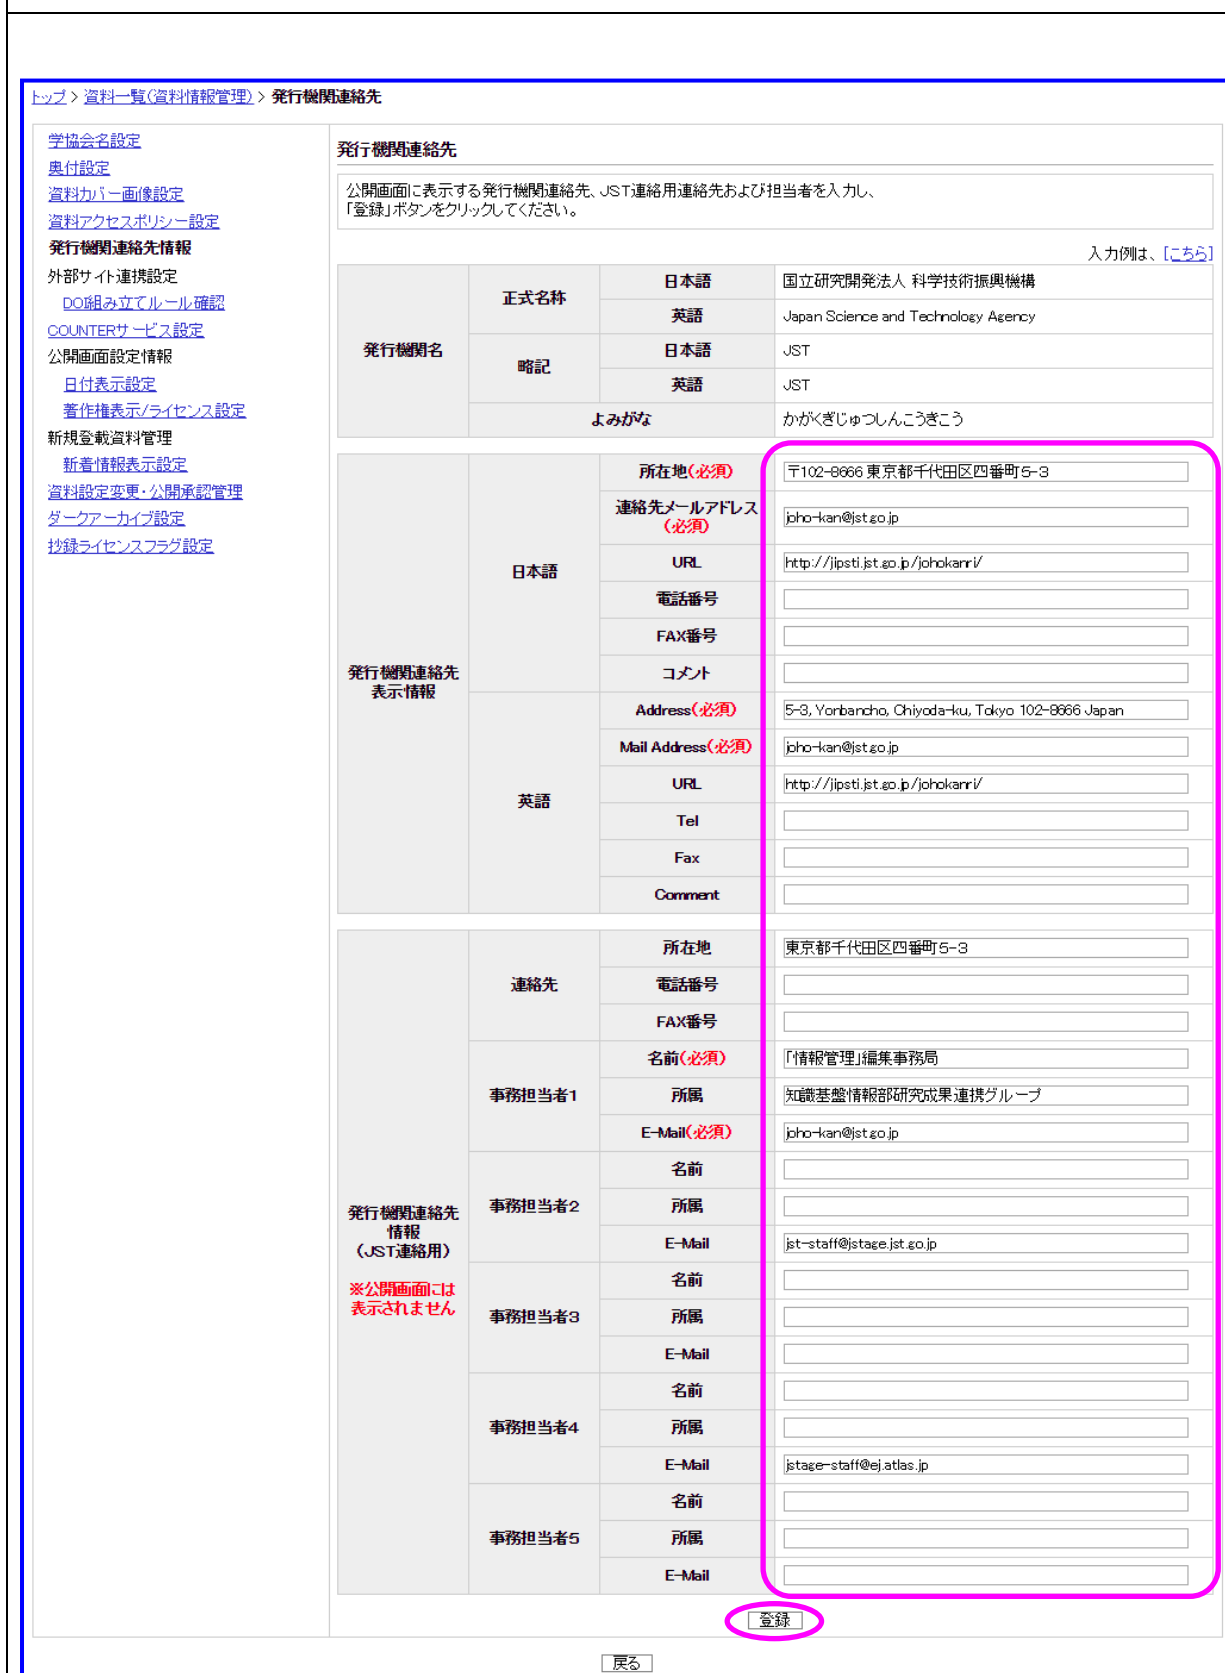 トップ > 資料一覧(資料情報管理) > 発行機関連絡先
学協会名設定
奥付設定
資料カバー画像設定
資料アクセスポリシー設定
発行機関連絡先情報
外部サイト連携設定
DOI組み立てルール確認
COUNTERサービス設定
公開画面設定情報
日付表示設定
著作権表示/ライセンス設定
新規登載資料管理
新着情報表示設定
資料設定変更・公開承認管理
ダークアーカイブ設定
抄録ライセンスフラグ設定
発行機関連絡先
公開画面に表示する発行機関連絡先、JST連絡用連絡先および担当者を入力し、
「登録」ボタンをクリックしてください。
入力例は、[こちら]
発行機関名
正式名称
日本語 国立研究開発法人 科学技術振興機構
英語 Japan Science and Technology Agency
略記
日本語 JST
英語 JST
よみがな かがくぎじゅつしんこうきこう
発行機関連絡先
表示情報
日本語
所在地(必須) 〒102-8666 東京都千代田区四番町5-3
連絡先メールアドレス
(必須) joho-kan@jst.go.jp
URL http://jipsti.jst.go.jp/johokanri/
電話番号
FAX番号
コメント
英語
Address(必須) 5-3, Yonbancho, Chiyoda-ku, Tokyo 102-8666 Japan
Mail Address(必須) joho-kan@jst.go.jp
URL http://jipsti.jst.go.jp/johokanri/
Tel
Fax
Comment
発行機関連絡先
情報
(JST連絡用)
※公開画面には
表示されません
連絡先
所在地 東京都千代田区四番町5-3
電話番号
FAX番号
事務担当者1
名前(必須) 「情報管理」編集事務局
所属 知識基盤情報部研究成果連携グループ
E-Mail(必須) joho-kan@jst.go.jp
事務担当者2
名前
所属
E-Mail jst-staff@jstage.jst.go.jp
事務担当者3
名前
所属
E-Mail
事務担当者4
名前
所属
E-Mail jstage-staff@ej.atlas.jp
事務担当者5
名前
所属
E-Mail
登録
戻る